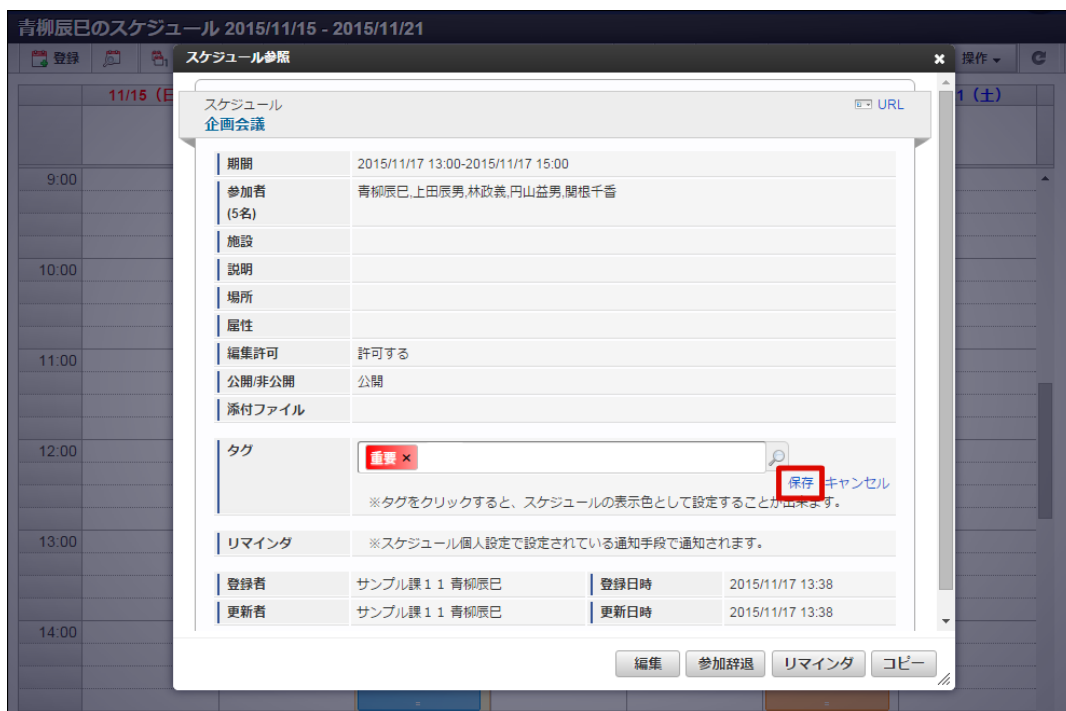 青柳辰巳のスケジュール 2015/11/15 - 2015/11/21
登録
操作
スケジュール参照
11/15（日
1（土）
スケジュール
URL
企画会議
期間 2015/11/17 13:00-2015/11/17 15:00
参加者 青柳辰巳,上田辰男,林政義,円山益男,関根千香
(5名)
施設
説明
場所
属性
編集許可 許可する
公開/非公開 公開
添付ファイル
タグ 重要 ×
保存 キャンセル
※タグをクリックすると、スケジュールの表示色として設定することが出来ます。
リマインダ ※スケジュール個人設定で設定されている通知手段で通知されます。
登録者 サンプル課１１ 青柳辰巳 登録日時 2015/11/17 13:38
更新者 サンプル課１１ 青柳辰巳 更新日時 2015/11/17 13:38
編集 参加辞退 リマインダ コピー
9:00
10:00
11:00
12:00
13:00
14:00